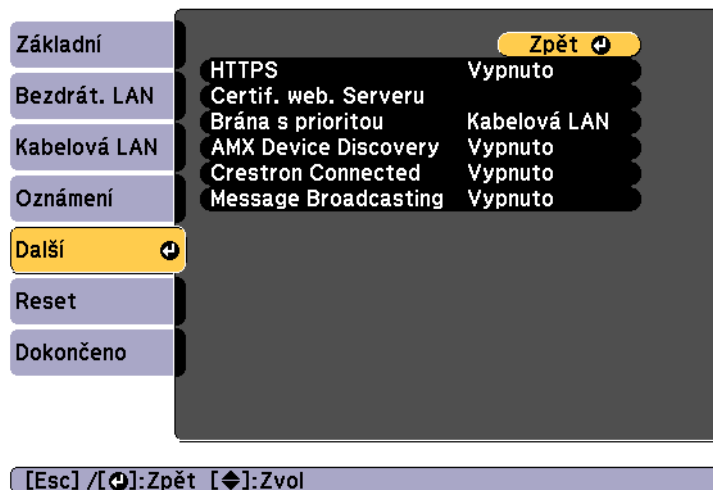 Základní
Bezdrát. LAN
Kabelová LAN
Oznámení
Další
Reset
Dokončeno
Zpět
HTTPS Vypnuto
Certif. web. Serveru
Brána s prioritou Kabelová LAN
AMX Device Discovery Vypnuto
Crestron Connected Vypnuto
Message Broadcasting Vypnuto
[Esc] /[⏎]:Zpět [◆]:Zvol